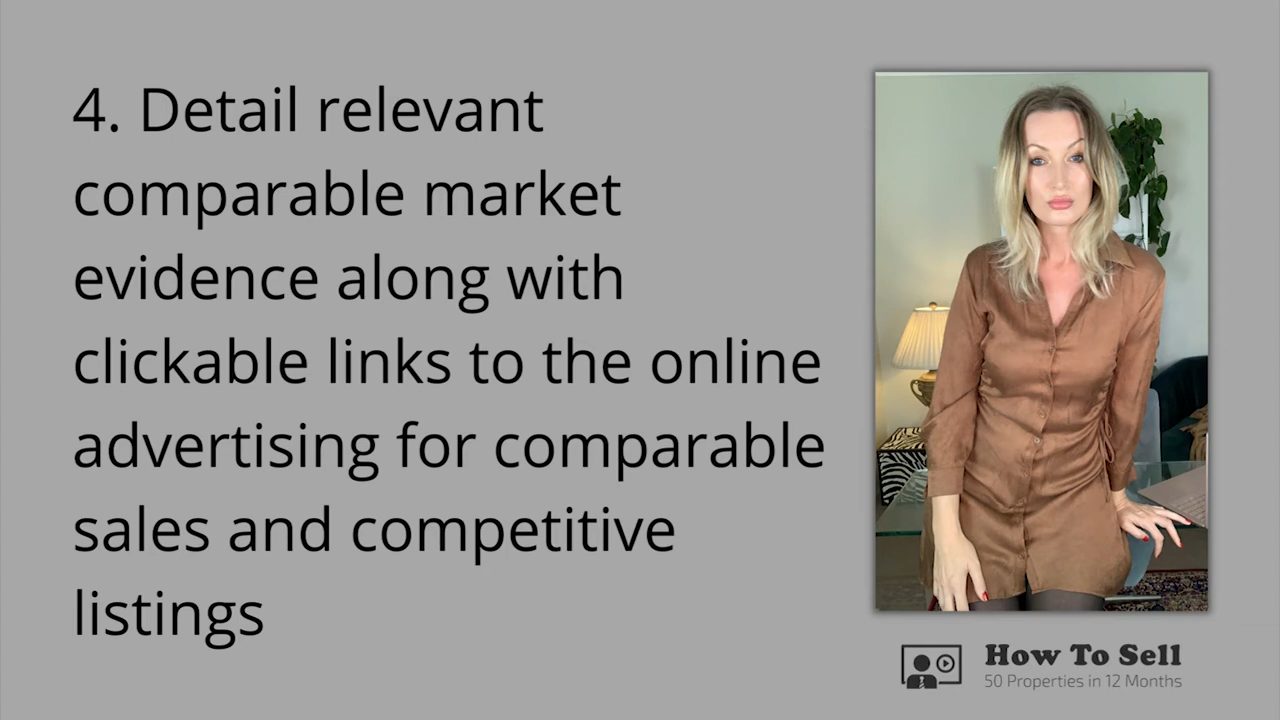 4. Detail relevant
comparable market
evidence along with
clickable links to the online
advertising for comparable
sales and competitive
listings
How To Sell
50 Properties in 12 Months